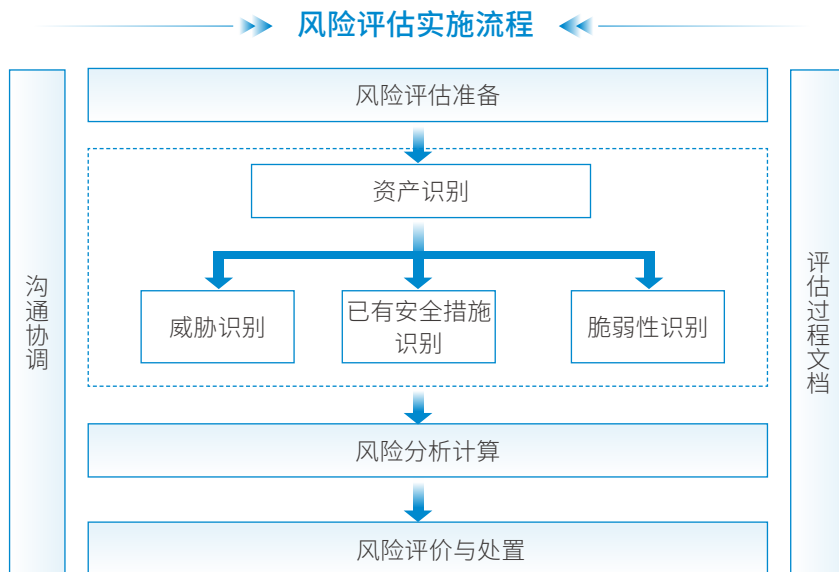 风险评估实施流程
风险评估准备
资产识别
威胁识别
已有安全措施
识别
脆弱性识别
风险分析计算
风险评价与处置
沟通协调
评估过程文档